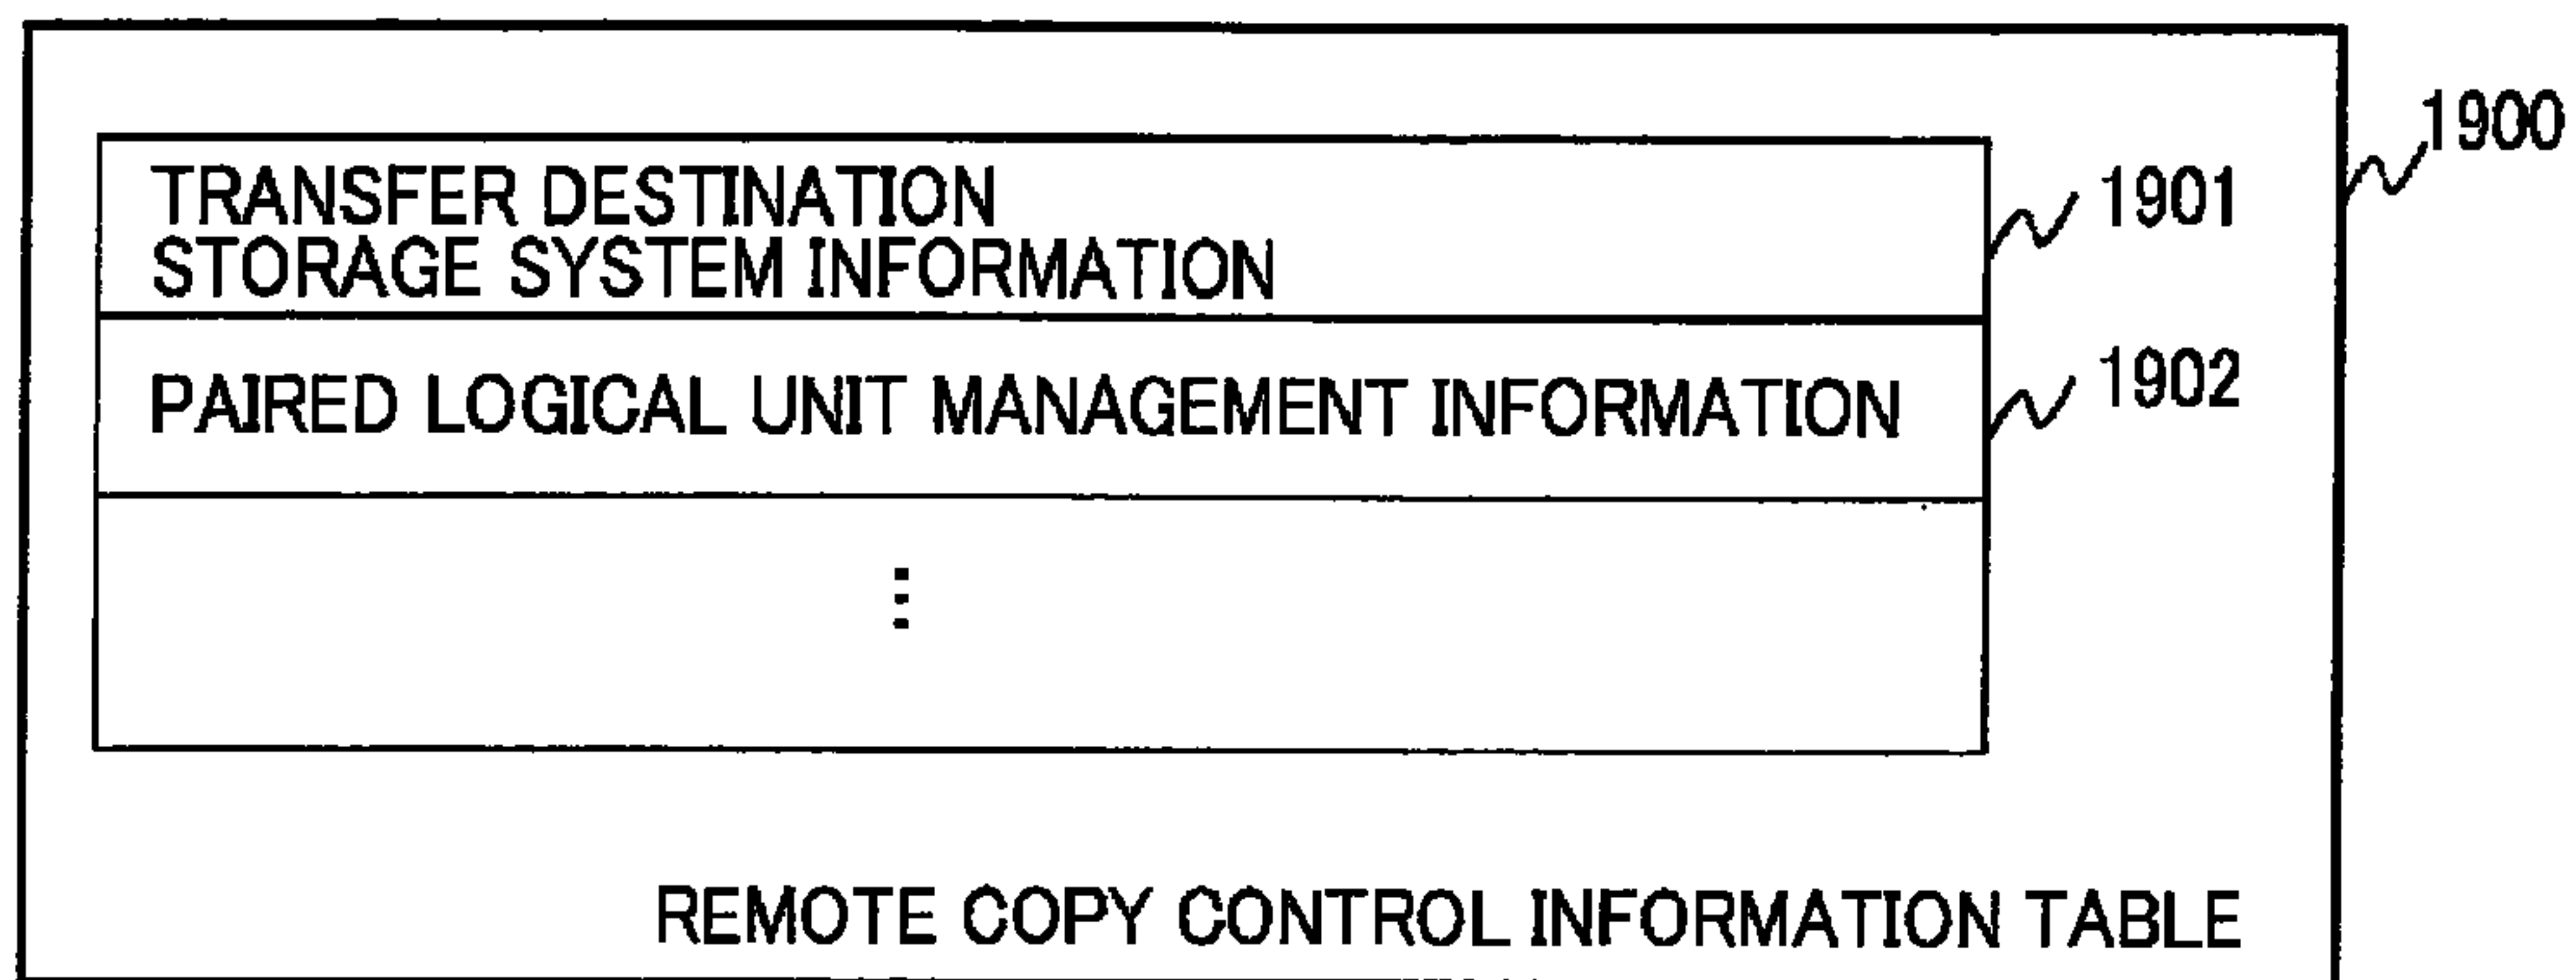 1900
TRANSFER DESTINATION
STORAGE SYSTEM INFORMATION
1901
PAIRED LOGICAL UNIT MANAGEMENT INFORMATION
1902
⋮
REMOTE COPY CONTROL INFORMATION TABLE